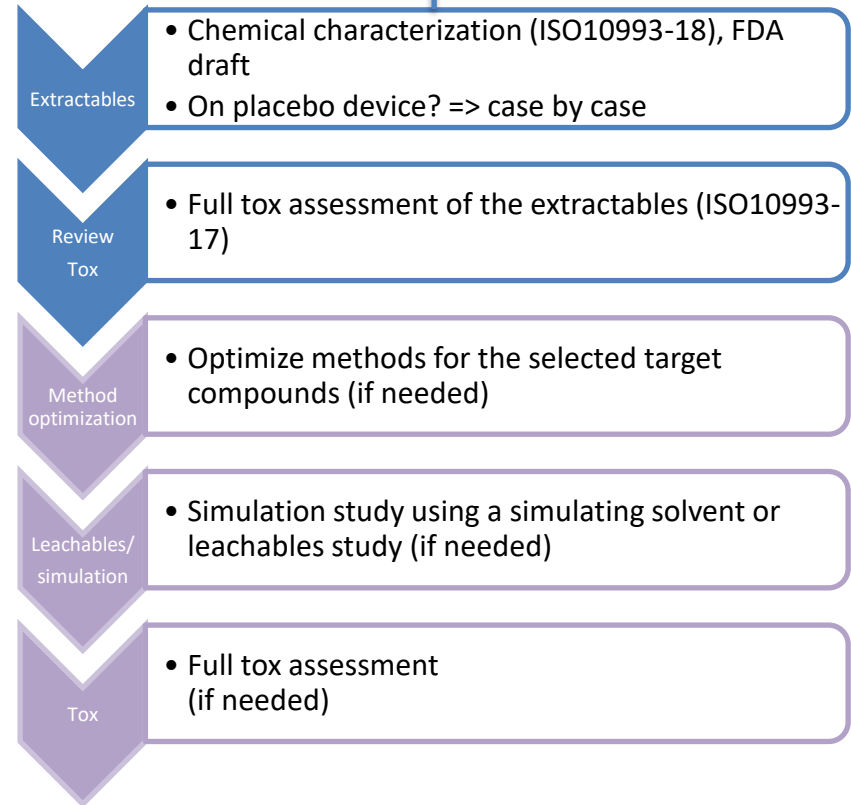 Extractables
• Chemical characterization (ISO10993-18), FDA
draft
• On placebo device? => case by case
Review
Tox
• Full tox assessment of the extractables (ISO10993-
17)
Method
optimization
• Optimize methods for the selected target
compounds (if needed)
Leachables/
simulation
• Simulation study using a simulating solvent or
leachables study (if needed)
Tox
• Full tox assessment
(if needed)